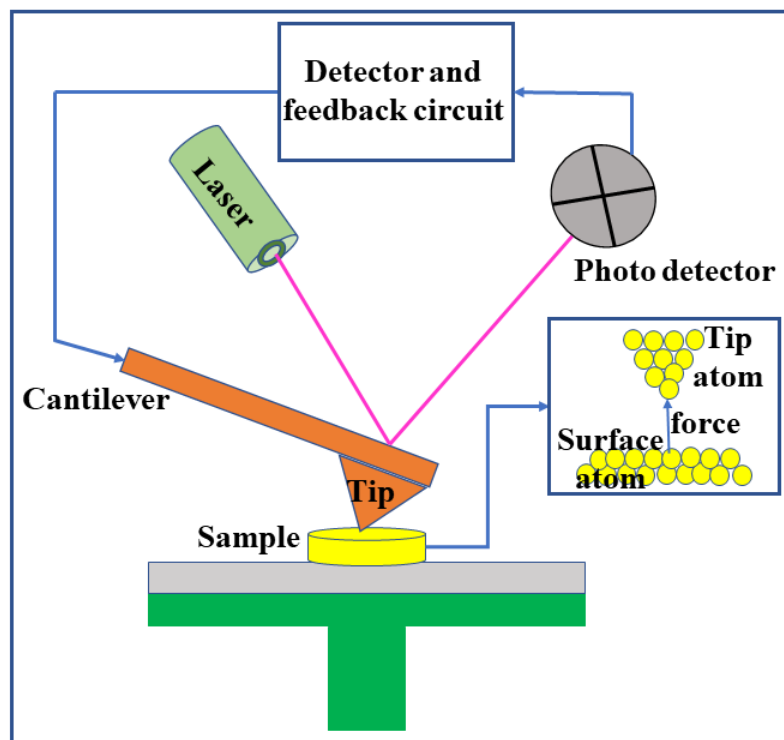 Detector and
feedback circuit
Laser
Photo detector
Cantilever
Tip
Sample
Tip
atom
force
Surface
atom